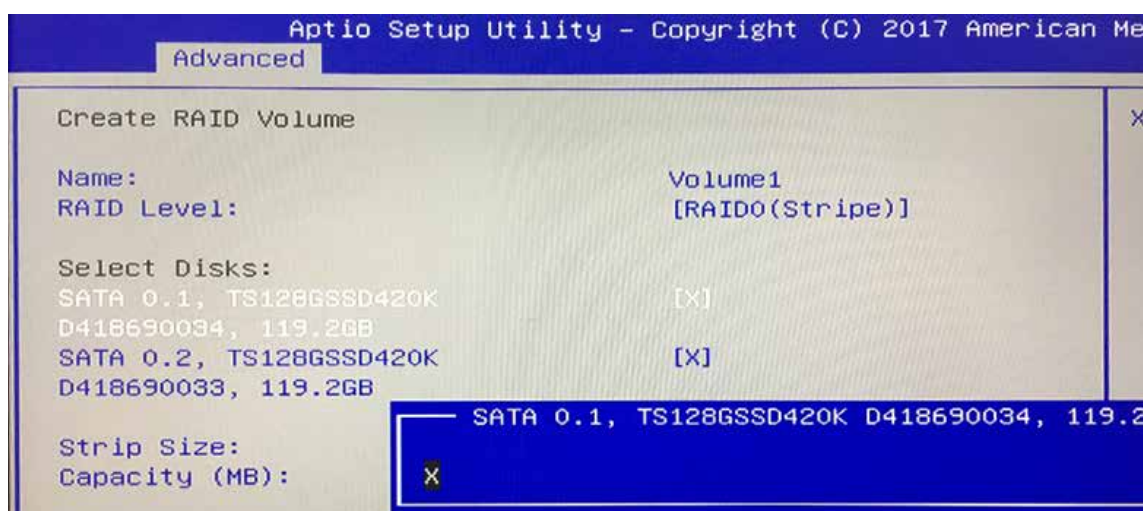 Aptio Setup Utility – Copyright (C) 2017 American Me
Advanced
Create RAID Volume
X
Name: Volume1
RAID Level: [RAID0(Stripe)]
Select Disks:
SATA 0.1, TS128GSSD420K [X]
D418690034, 119.2GB
SATA 0.2, TS128GSSD420K [X]
D418690033, 119.2GB
SATA 0.1, TS128GSSD420K D418690034, 119.2
Strip Size:
Capacity (MB):
X